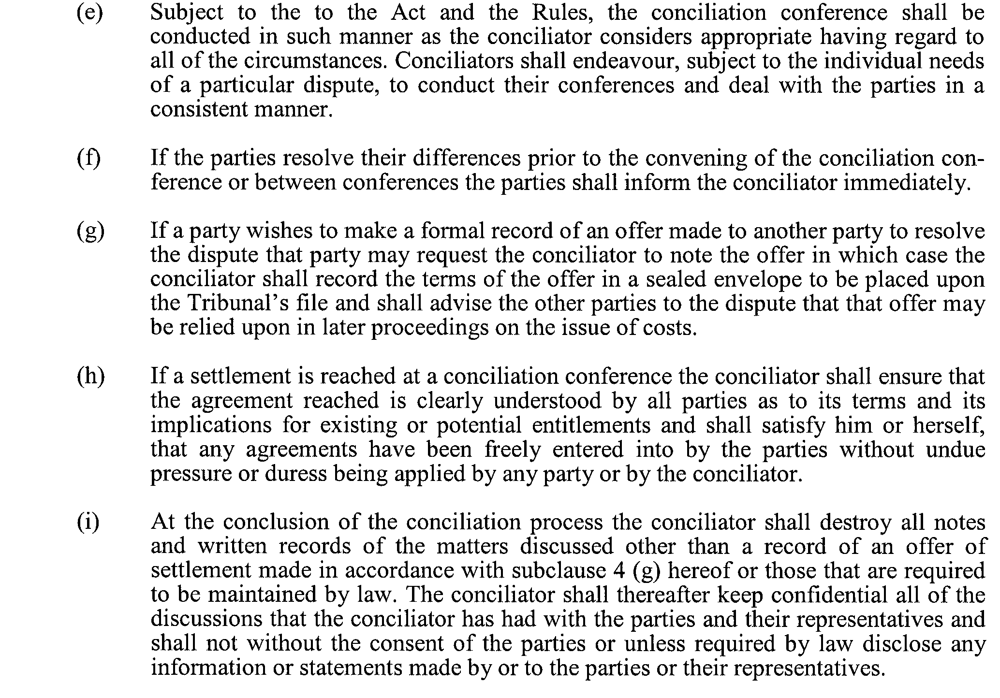 (e) Subject to the to the Act and the Rules, the conciliation conference shall be
conducted in such manner as the conciliator considers appropriate having regard to
all of the circumstances. Conciliators shall endeavour, subject to the individual needs
of a particular dispute, to conduct their conferences and deal with the parties in a
consistent manner.
(f) If the parties resolve their differences prior to the convening of the conciliation con-
ference or between conferences the parties shall inform the conciliator immediately.
(g) If a party wishes to make a formal record of an offer made to another party to resolve
the dispute that party may request the conciliator to note the offer in which case the
conciliator shall record the terms of the offer in a sealed envelope to be placed upon
the Tribunal's file and shall advise the other parties to the dispute that that offer may
be relied upon in later proceedings on the issue of costs.
(h) If a settlement is reached at a conciliation conference the conciliator shall ensure that
the agreement reached is clearly understood by all parties as to its terms and its
implications for existing or potential entitlements and shall satisfy him or herself,
that any agreements have been freely entered into by the parties without undue
pressure or duress being applied by any party or by the conciliator.
(i) At the conclusion of the conciliation process the conciliator shall destroy all notes
and written records of the matters discussed other than a record of an offer of
settlement made in accordance with subclause 4 (g) hereof or those that are required
to be maintained by law. The conciliator shall thereafter keep confidential all of the
discussions that the conciliator has had with the parties and their representatives and
shall not without the consent of the parties or unless required by law disclose any
information or statements made by or to the parties or their representatives.